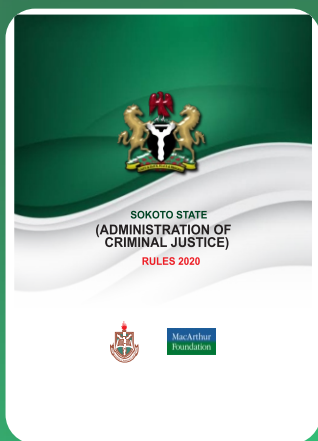 SOKOTO STATE
(ADMINISTRATION OF
CRIMINAL JUSTICE)
RULES 2020
MacArthur
Foundation